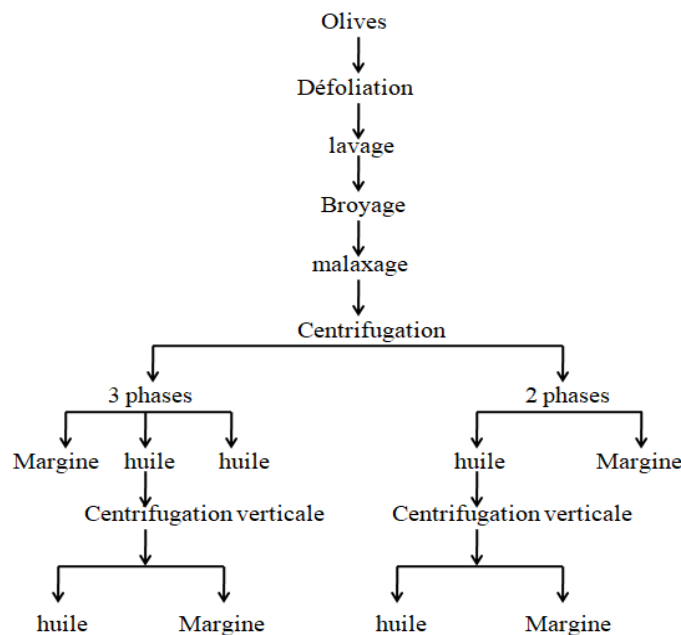 Olives
Défoliation
lavage
Broyage
malaxage
Centrifugation
3 phases 2 phases
Margine huile huile huile Margine
Centrifugation verticale Centrifugation verticale
huile Margine huile Margine